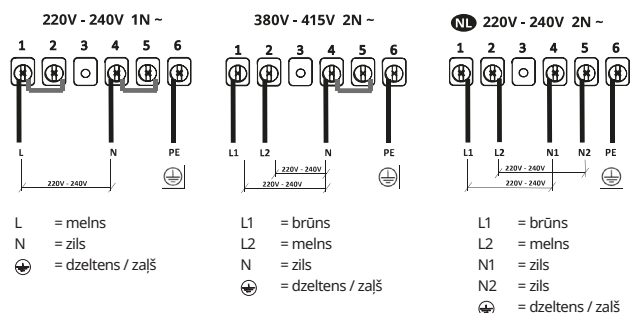 220V - 240V 1N ~
1 2 3 4 5 6
L N PE
220V - 240V
L = melns
N = zils
= dzeltens / zaļš
380V - 415V 2N ~
1 2 3 4 5 6
L1 L2 N PE
220V - 240V
220V - 240V
L1 = brūns
L2 = melns
N = zils
= dzeltens / zaļš
NL 220V - 240V 2N ~
1 2 3 4 5 6
L1 L2 N1 N2 PE
220V - 240V
220V - 240V
L1 = brūns
L2 = melns
N1 = zils
N2 = zils
= dzeltens / zaļš